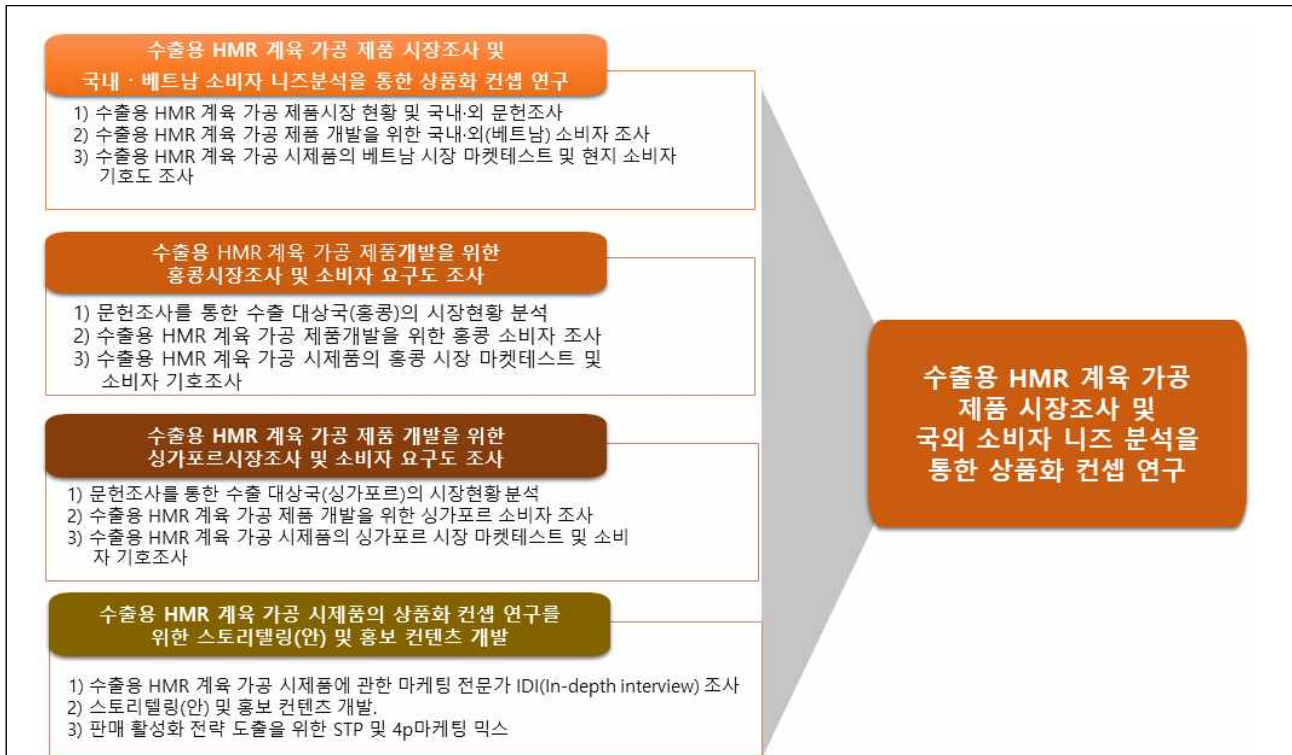 수출용 HMR 계육 가공 제품 시장조사 및
국내 · 베트남 소비자 니즈분석을 통한 상품화 컨셉 연구
1) 수출용 HMR 계육 가공 제품시장 현황 및 국내·외 문헌조사
2) 수출용 HMR 계육 가공 제품 개발을 위한 국내·외(베트남) 소비자 조사
3) 수출용 HMR 계육 가공 시제품의 베트남 시장 마켓테스트 및 현지 소비자
기호도 조사
수출용 HMR 계육 가공 제품개발을 위한
홍콩시장조사 및 소비자 요구도 조사
1) 문헌조사를 통한 수출 대상국(홍콩)의 시장현황 분석
2) 수출용 HMR 계육 가공 제품개발을 위한 홍콩 소비자 조사
3) 수출용 HMR 계육 가공 시제품의 홍콩 시장 마켓테스트 및
소비자 기호조사
수출용 HMR 계육 가공 제품 개발을 위한
싱가포르시장조사 및 소비자 요구도 조사
1) 문헌조사를 통한 수출 대상국(싱가포르)의 시장현황 분석
2) 수출용 HMR 계육 가공 제품 개발을 위한 싱가포르 소비자 조사
3) 수출용 HMR 계육 가공 시제품의 싱가포르 시장 마켓테스트 및 소비
자 기호조사
수출용 HMR 계육 가공 시제품의 상품화 컨셉 연구를
위한 스토리텔링(안) 및 홍보 컨텐츠 개발
1) 수출용 HMR 계육 가공 시제품에 관한 마케팅 전문가 IDI(In-depth interview) 조사
2) 스토리텔링(안) 및 홍보 컨텐츠 개발.
3) 판매 활성화 전략 도출을 위한 STP 및 4p마케팅 믹스
수출용 HMR 계육 가공
제품 시장조사 및
국외 소비자 니즈 분석을
통한 상품화 컨셉 연구